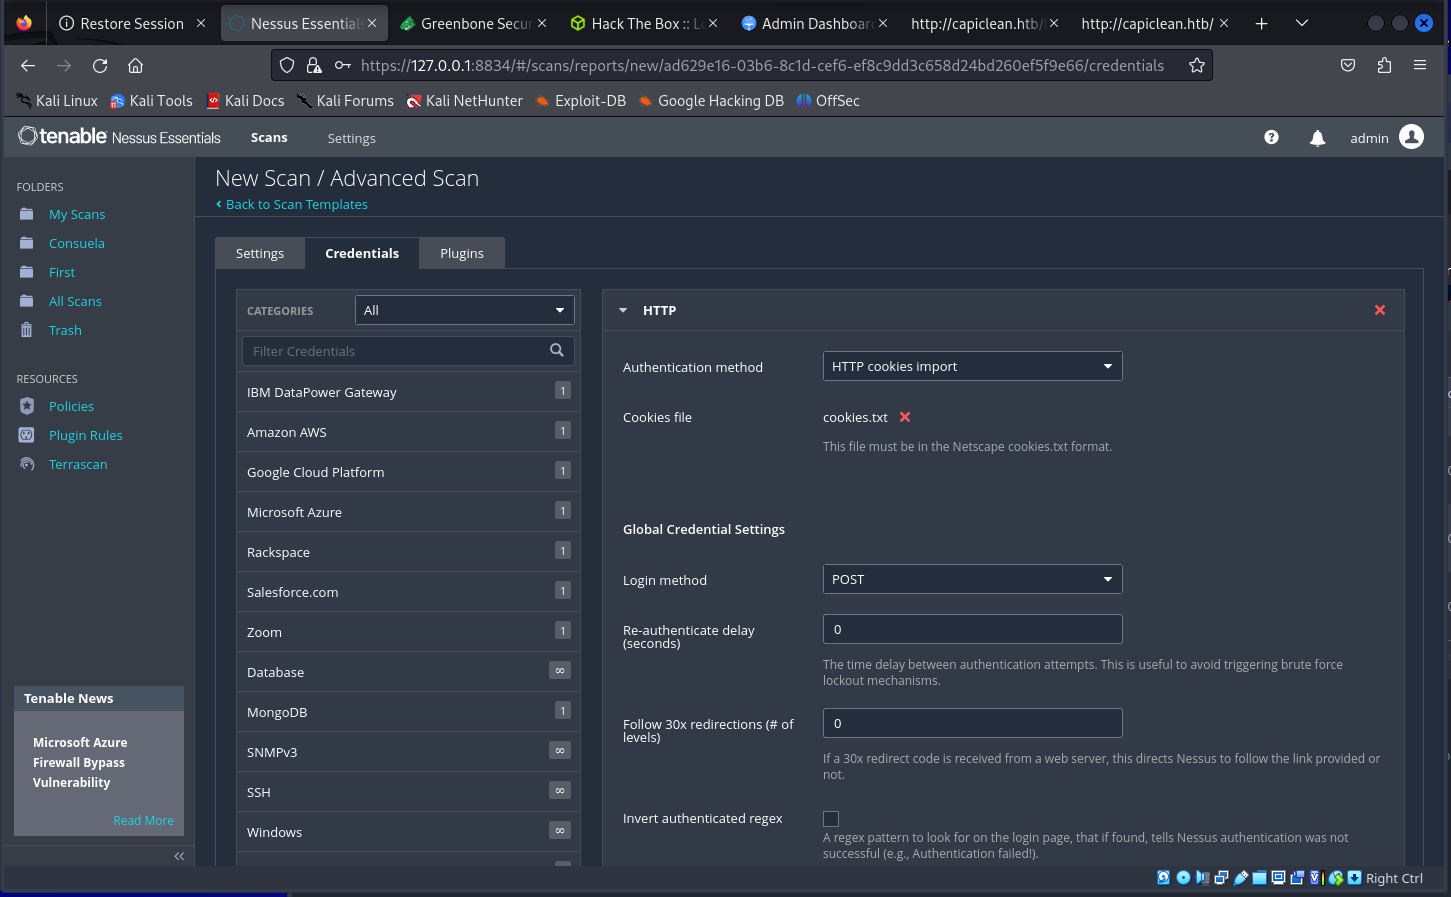 Restore Session
Nessus Essentials
Greenbone Secur
Hack The Box :: L
Admin Dashboar
http://capiclean.htb/
http://capiclean.htb/
https://127.0.0.1:8834/#/scans/reports/new/ad629e16-03b6-8c1d-cef6-ef8c9dd3c658d24bd260ef5f9e66/credentials
Kali Linux Kali Tools Kali Docs Kali Forums Kali NetHunter Exploit-DB Google Hacking DB OffSec
tenable Nessus Essentials Scans Settings admin
FOLDERS
My Scans
Consuela
First
All Scans
Trash
RESOURCES
Policies
Plugin Rules
Terrascan
Tenable News
Microsoft Azure
Firewall Bypass
Vulnerability
Read More
New Scan / Advanced Scan
Back to Scan Templates
Settings Credentials Plugins
CATEGORIES All
Filter Credentials
IBM DataPower Gateway 1
Amazon AWS 1
Google Cloud Platform 1
Microsoft Azure 1
Rackspace 1
Salesforce.com 1
Zoom 1
Database ∞
MongoDB 1
SNMPv3 ∞
SSH ∞
Windows ∞
HTTP
Authentication method HTTP cookies import
Cookies file cookies.txt
This file must be in the Netscape cookies.txt format.
Global Credential Settings
Login method POST
Re-authenticate delay
(seconds)
0
The time delay between authentication attempts. This is useful to avoid triggering brute force
lockout mechanisms.
Follow 30x redirections (# of
levels)
0
If a 30x redirect code is received from a web server, this directs Nessus to follow the link provided or
not.
Invert authenticated regex
A regex pattern to look for on the login page, that if found, tells Nessus authentication was not
successful (e.g., Authentication failed!).
Right Ctrl